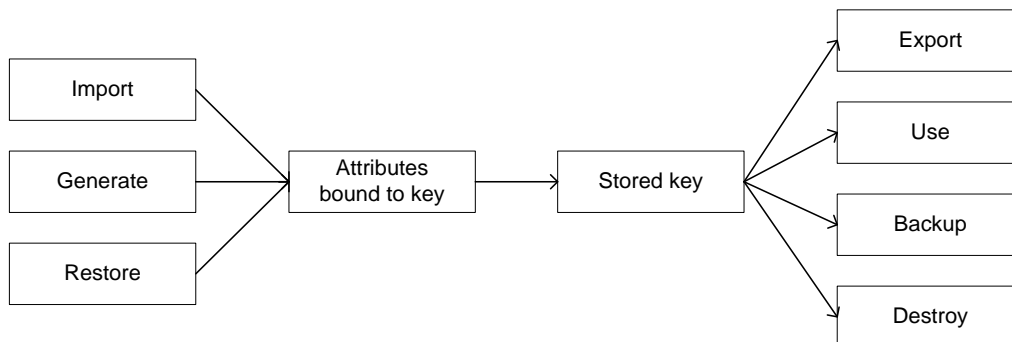 Import
Generate
Restore
Attributes
bound to key
Stored key
Export
Use
Backup
Destroy